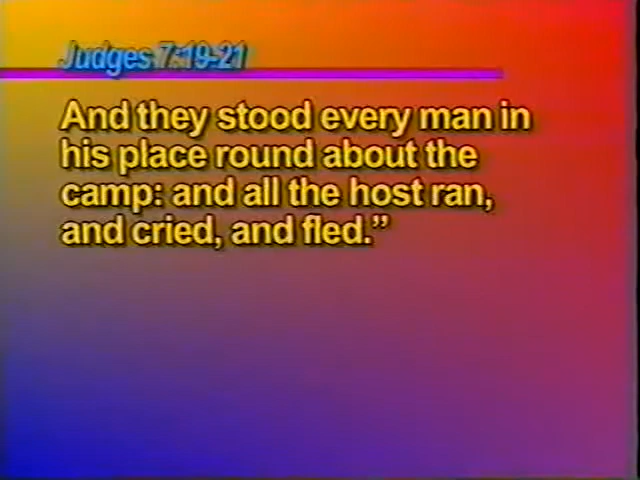 Judges 7:19-21
And they stood every man in
his place round about the
camp: and all the host ran,
and cried, and fled.”